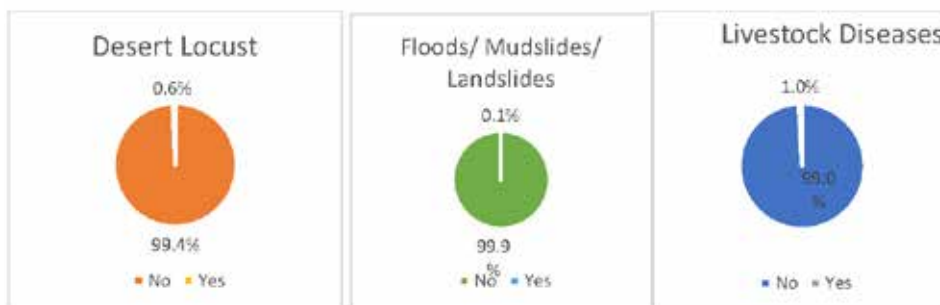 Desert Locust
0.6%
99.4%
No Yes
Floods/ Mudslides/
Landslides
0.1%
99.9
%
No Yes
Livestock Diseases
1.0%
99.0
%
No Yes